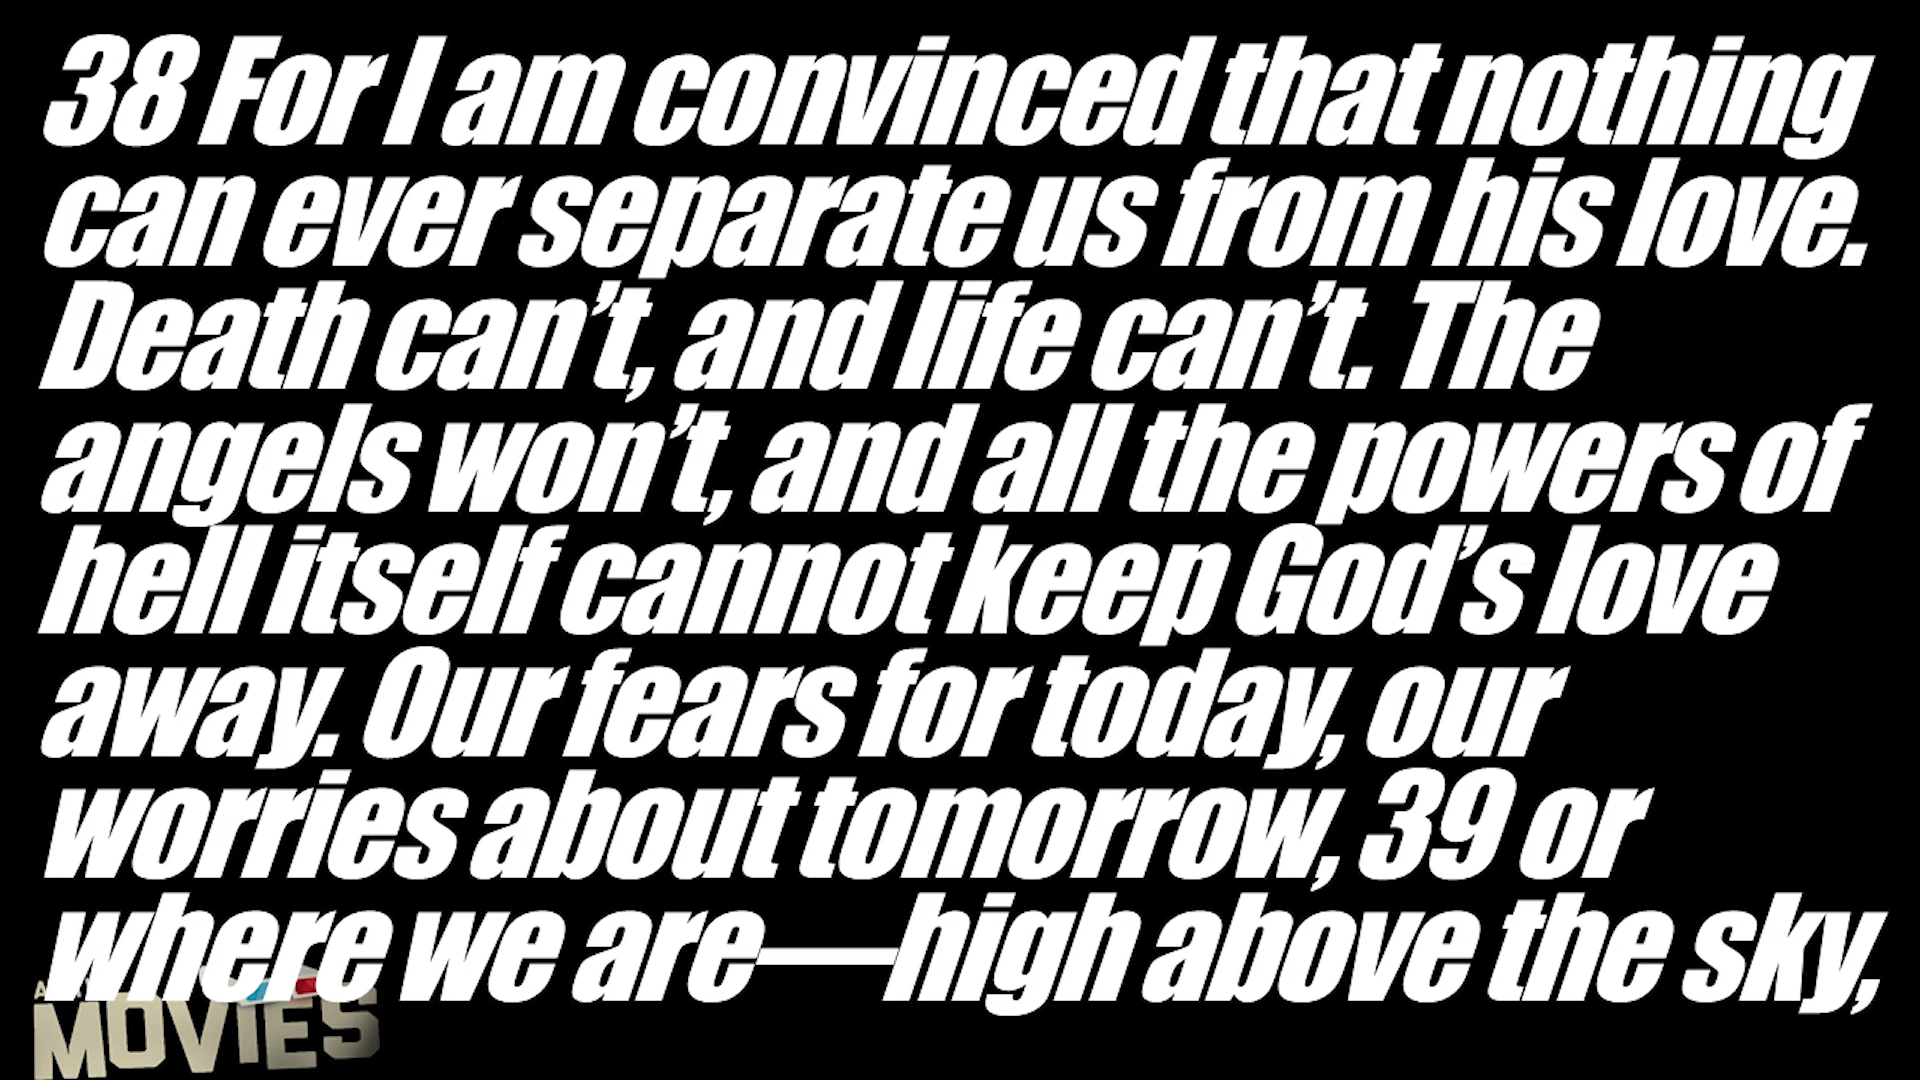 38 For I am convinced that nothing
can ever separate us from his love.
Death can’t, and life can’t. The
angels won’t, and all the powers of
hell itself cannot keep God’s love
away. Our fears for today, our
worries about tomorrow, 39 or
where we are—high above the sky,
MOVIES